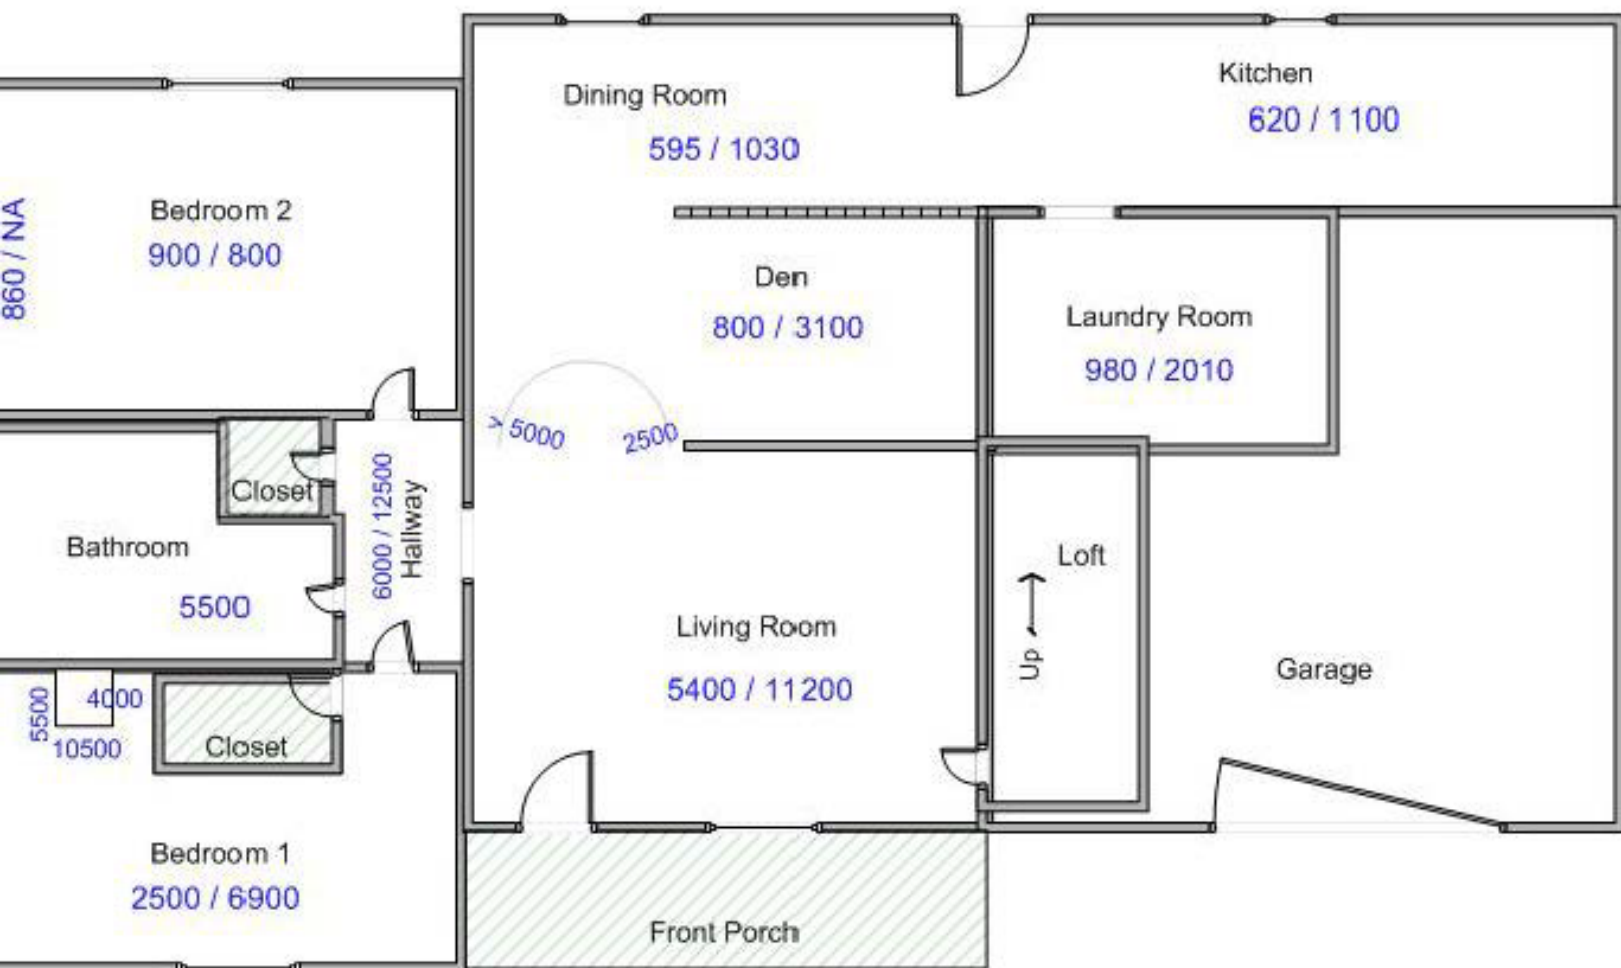 Dining Room
595 / 1030
Kitchen
620 / 1100
860 / NA
Bedroom 2
900 / 800
Den
800 / 3100
Laundry Room
980 / 2010
> 5000
2500
Closet
6000 / 12500
Hallway
Bathroom
5500
Loft
Up
Living Room
5400 / 11200
Garage
5500
4000
10500
Closet
Bedroom 1
2500 / 6900
Front Porch